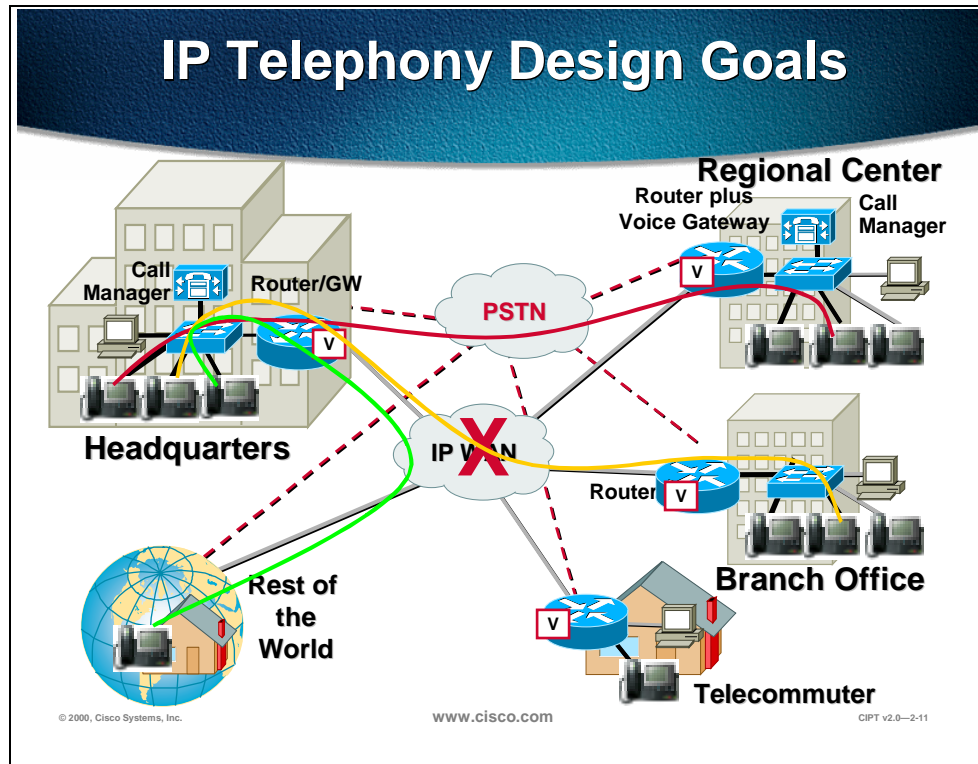 IP Telephony Design Goals
Regional Center
Router plus
Voice Gateway
Call
Manager
V
Call
Manager
Router/GW
V
PSTN
Headquarters
IP WAN
X
Router
V
Branch Office
Rest of
the
World
V
Telecommuter
© 2000, Cisco Systems, Inc.
www.cisco.com
CIPT v2.0—2-11